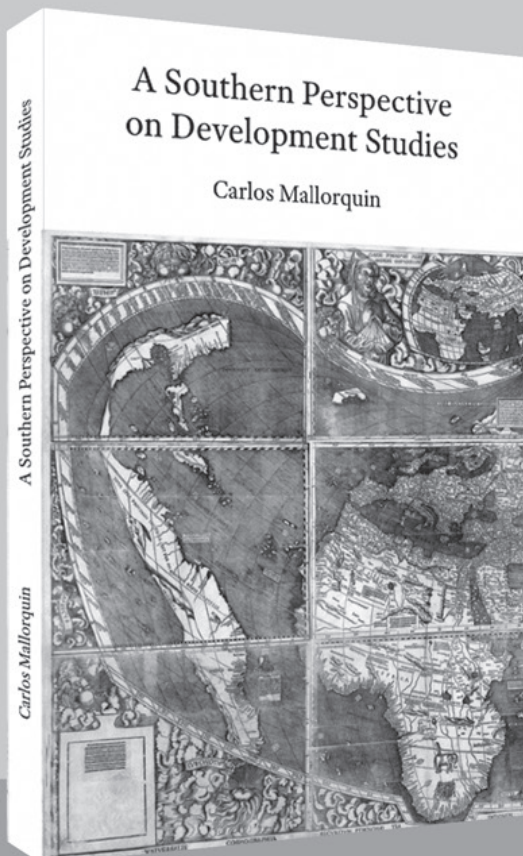 A Southern Perspective
on Development Studies
Carlos Mallorquin
A Southern Perspective on Development Studies
Carlos Mallorquin